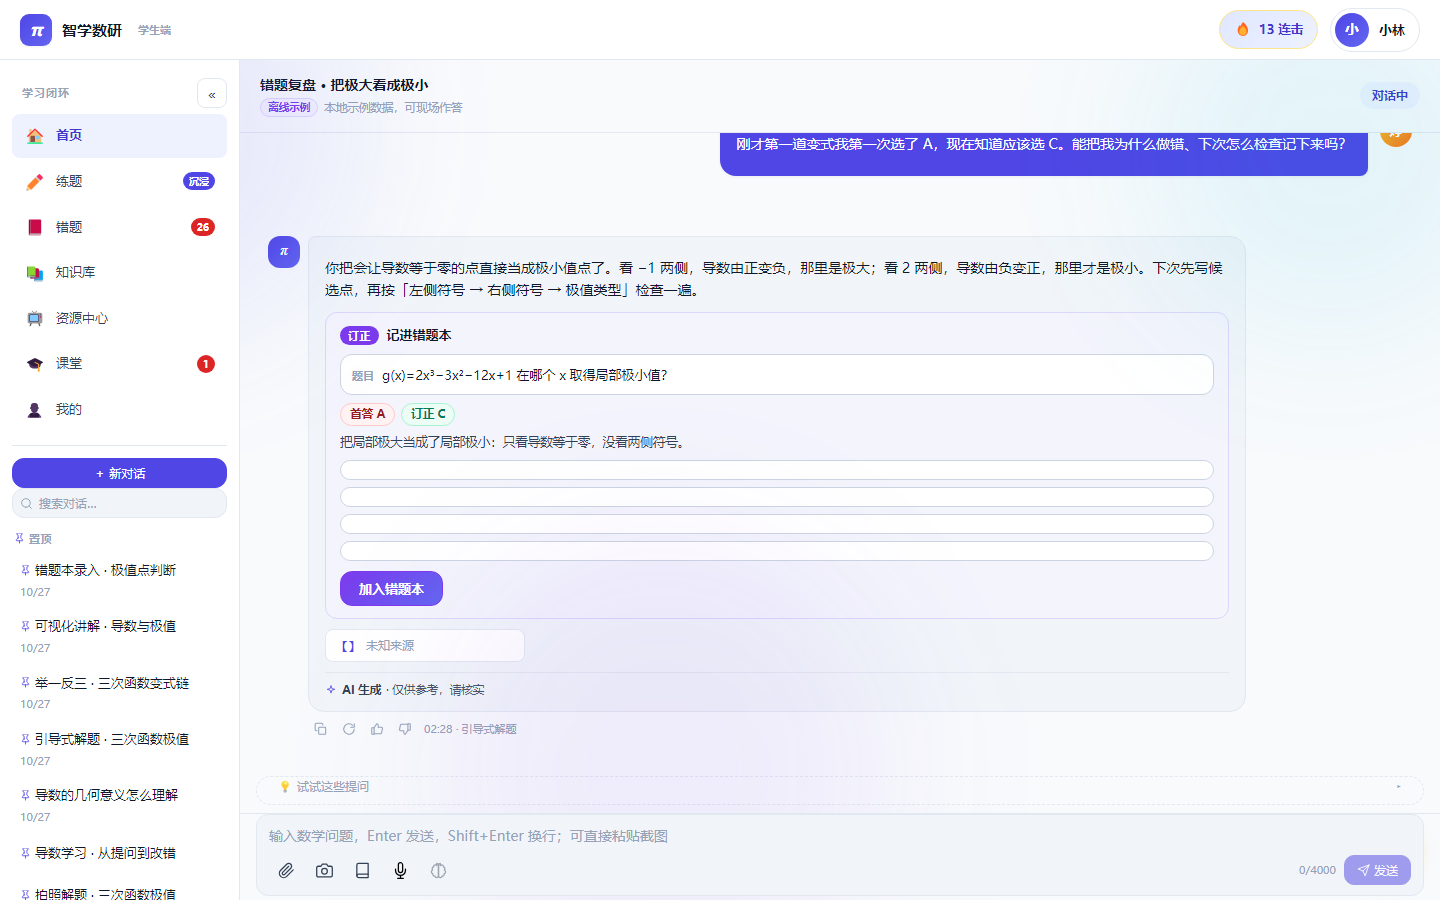 π 智学数研 学生端
13 连击
小 小林
学习闭环 «
首页
练题 沉浸
错题 26
知识库
资源中心
课堂 1
我的
+ 新对话
搜索对话...
置顶
错题本录入 · 极值点判断
10/27
可视化讲解 · 导数与极值
10/27
举一反三 · 三次函数变式链
10/27
引导式解题 · 三次函数极值
10/27
导数的几何意义怎么理解
10/27
导数学习 · 从提问到改错
拍照解题 · 三次函数极值
错题复盘 • 把极大看成极小
离线示例 本地示例数据，可现场作答
对话中
刚才第一道变式我第一次选了 A，现在知道应该选 C。能把我为什么做错、下次怎么检查记下来吗？
π
你把会让导数等于零的点直接当成极小值点了。看 −1 两侧，导数由正变负，那里是极大；看 2 两侧，导数由负变正，那里才是极小。下次先写候
选点，再按「左侧符号 → 右侧符号 → 极值类型」检查一遍。
订正 记进错题本
题目 g(x)=2x³−3x²−12x+1 在哪个 x 取得局部极小值？
首答 A 订正 C
把局部极大当成了局部极小：只看导数等于零，没看两侧符号。
加入错题本
【】 未知来源
AI 生成 · 仅供参考，请核实
02:28 · 引导式解题
试试这些提问
输入数学问题，Enter 发送，Shift+Enter 换行；可直接粘贴截图
0/4000 发送